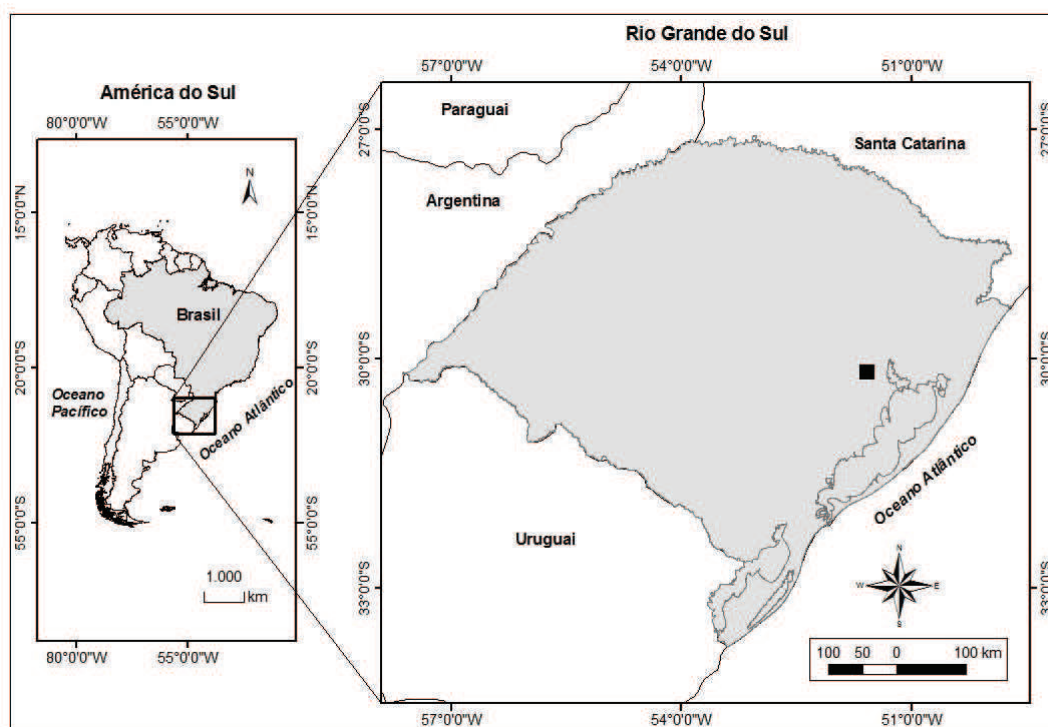 América do Sul
80°0'0"W
55°0'0"W
15°0'0"N
20°0'0"S
55°0'0"S
15°0'0"N
20°0'0"S
55°0'0"S
N
Brasil
Oceano
Pacífico
Oceano Atlântico
1.000
km
80°0'0"W
55°0'0"W
Rio Grande do Sul
57°0'0"W
54°0'0"W
51°0'0"W
27°0'0"S
30°0'0"S
33°0'0"S
27°0'0"S
30°0'0"S
33°0'0"S
Paraguai
Santa Catarina
Argentina
Uruguai
Oceano Atlântico
N
W
E
S
100 50 0 100 km
57°0'0"W
54°0'0"W
51°0'0"W